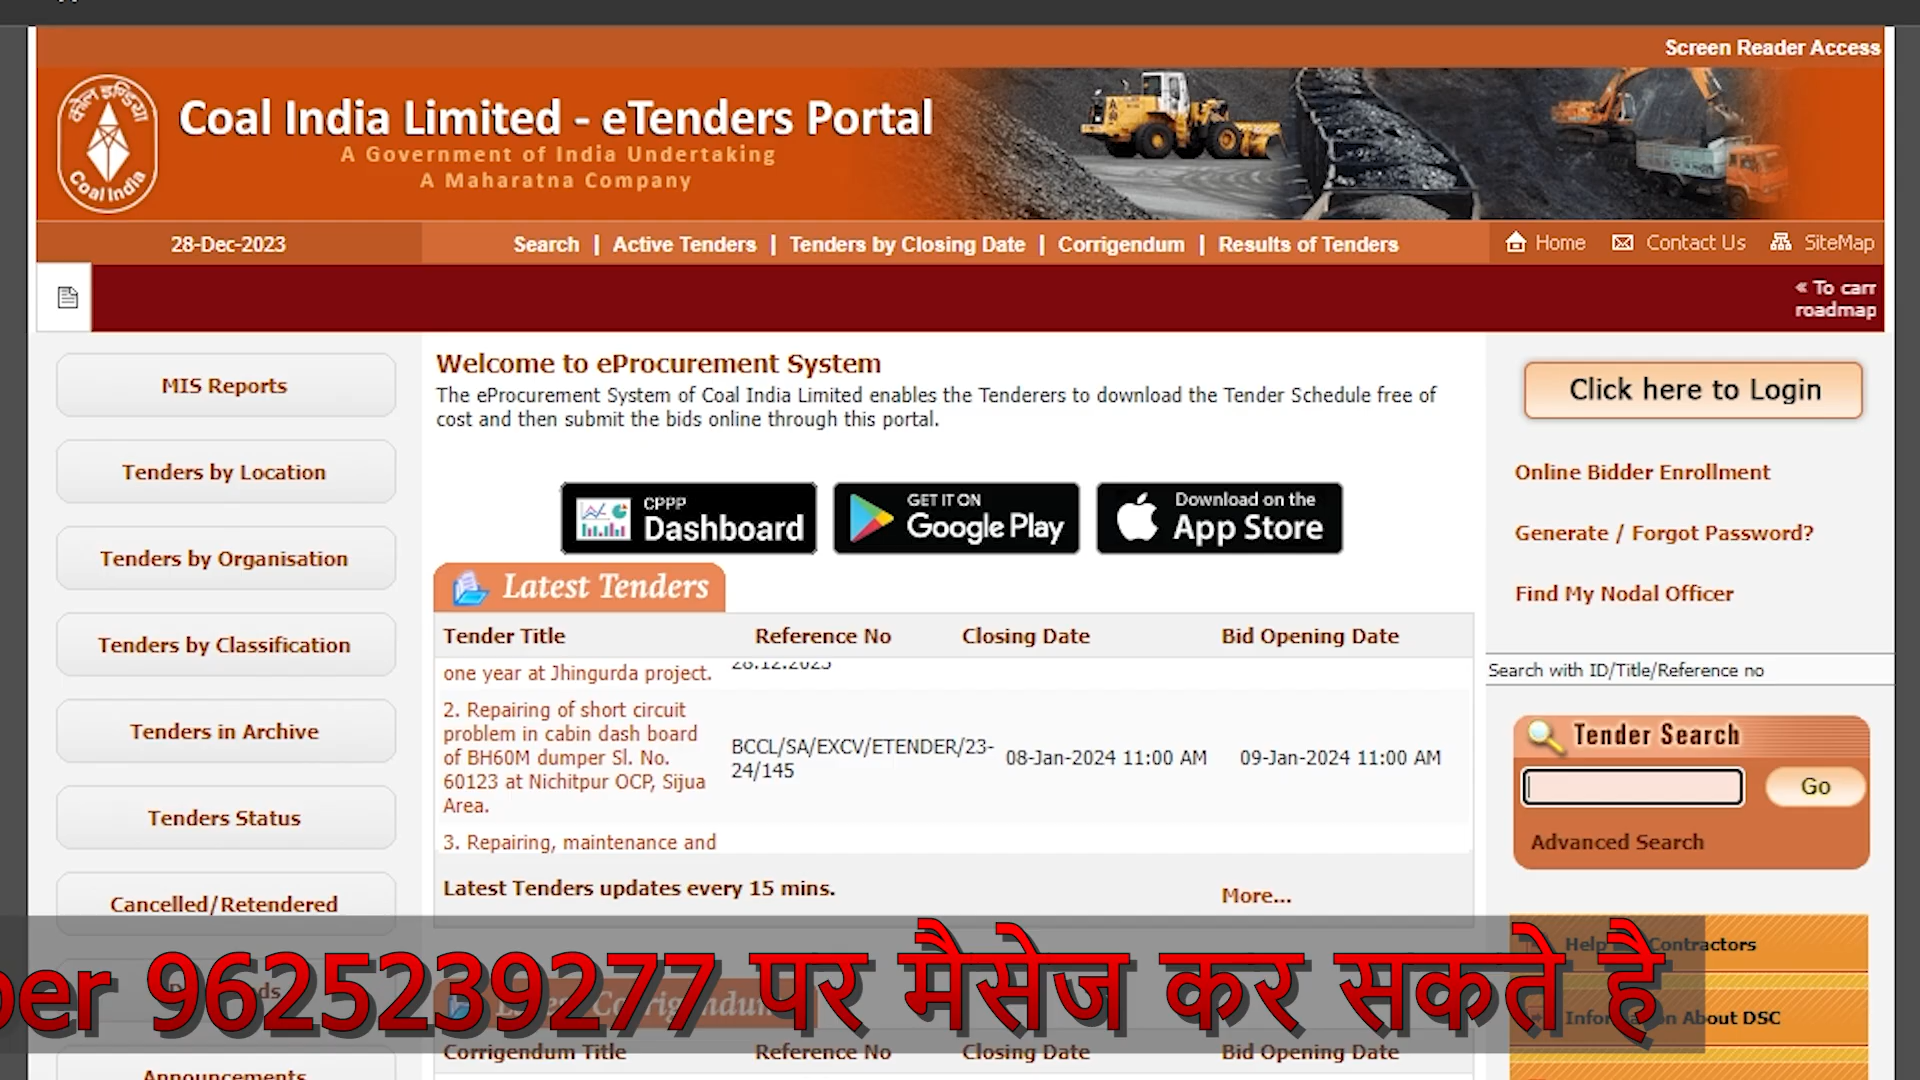 Screen Reader Access
कोल इण्डिया
Coal India
Coal India Limited - eTenders Portal
A Government of India Undertaking
A Maharatna Company
28-Dec-2023
Search | Active Tenders | Tenders by Closing Date | Corrigendum | Results of Tenders
Home
Contact Us
SiteMap
« To carr
roadmap
MIS Reports
Tenders by Location
Tenders by Organisation
Tenders by Classification
Tenders in Archive
Tenders Status
Cancelled/Retendered
Announcements
Welcome to eProcurement System
The eProcurement System of Coal India Limited enables the Tenderers to download the Tender Schedule free of
cost and then submit the bids online through this portal.
CPPP
Dashboard
GET IT ON
Google Play
Download on the
App Store
Latest Tenders
Tender Title Reference No Closing Date Bid Opening Date
28.12.2023
one year at Jhingurda project.
2. Repairing of short circuit
problem in cabin dash board
of BH60M dumper Sl. No.
60123 at Nichitpur OCP, Sijua
Area.
BCCL/SA/EXCV/ETENDER/23-
24/145
08-Jan-2024 11:00 AM
09-Jan-2024 11:00 AM
3. Repairing, maintenance and
Latest Tenders updates every 15 mins.
More...
Corrigendum Title Reference No Closing Date Bid Opening Date
Click here to Login
Online Bidder Enrollment
Generate / Forgot Password?
Find My Nodal Officer
Search with ID/Title/Reference no
Tender Search
Go
Advanced Search
Help Contractors
About DSC
ber 9625239277 पर मैसेज कर सकते है